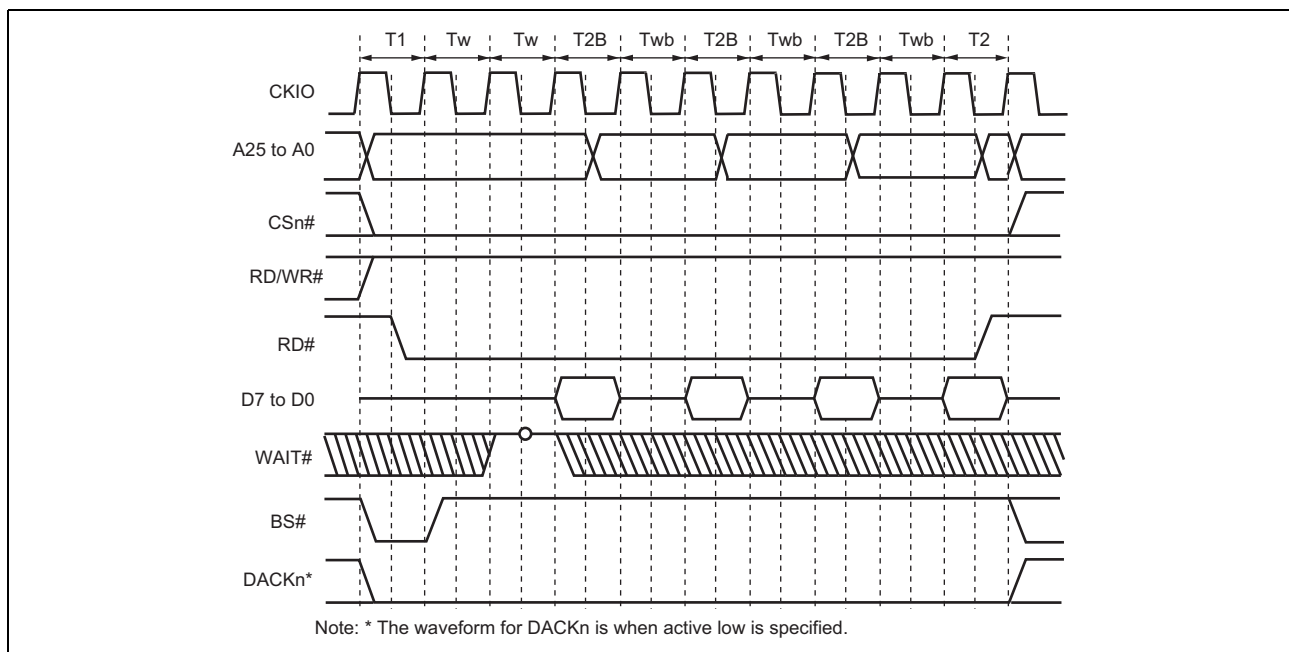 T1 Tw Tw T2B Twb T2B Twb T2B Twb T2
CKIO
A25 to A0
CSn#
RD/WR#
RD#
D7 to D0
WAIT#
BS#
DACKn*
Note: * The waveform for DACKn is when active low is specified.